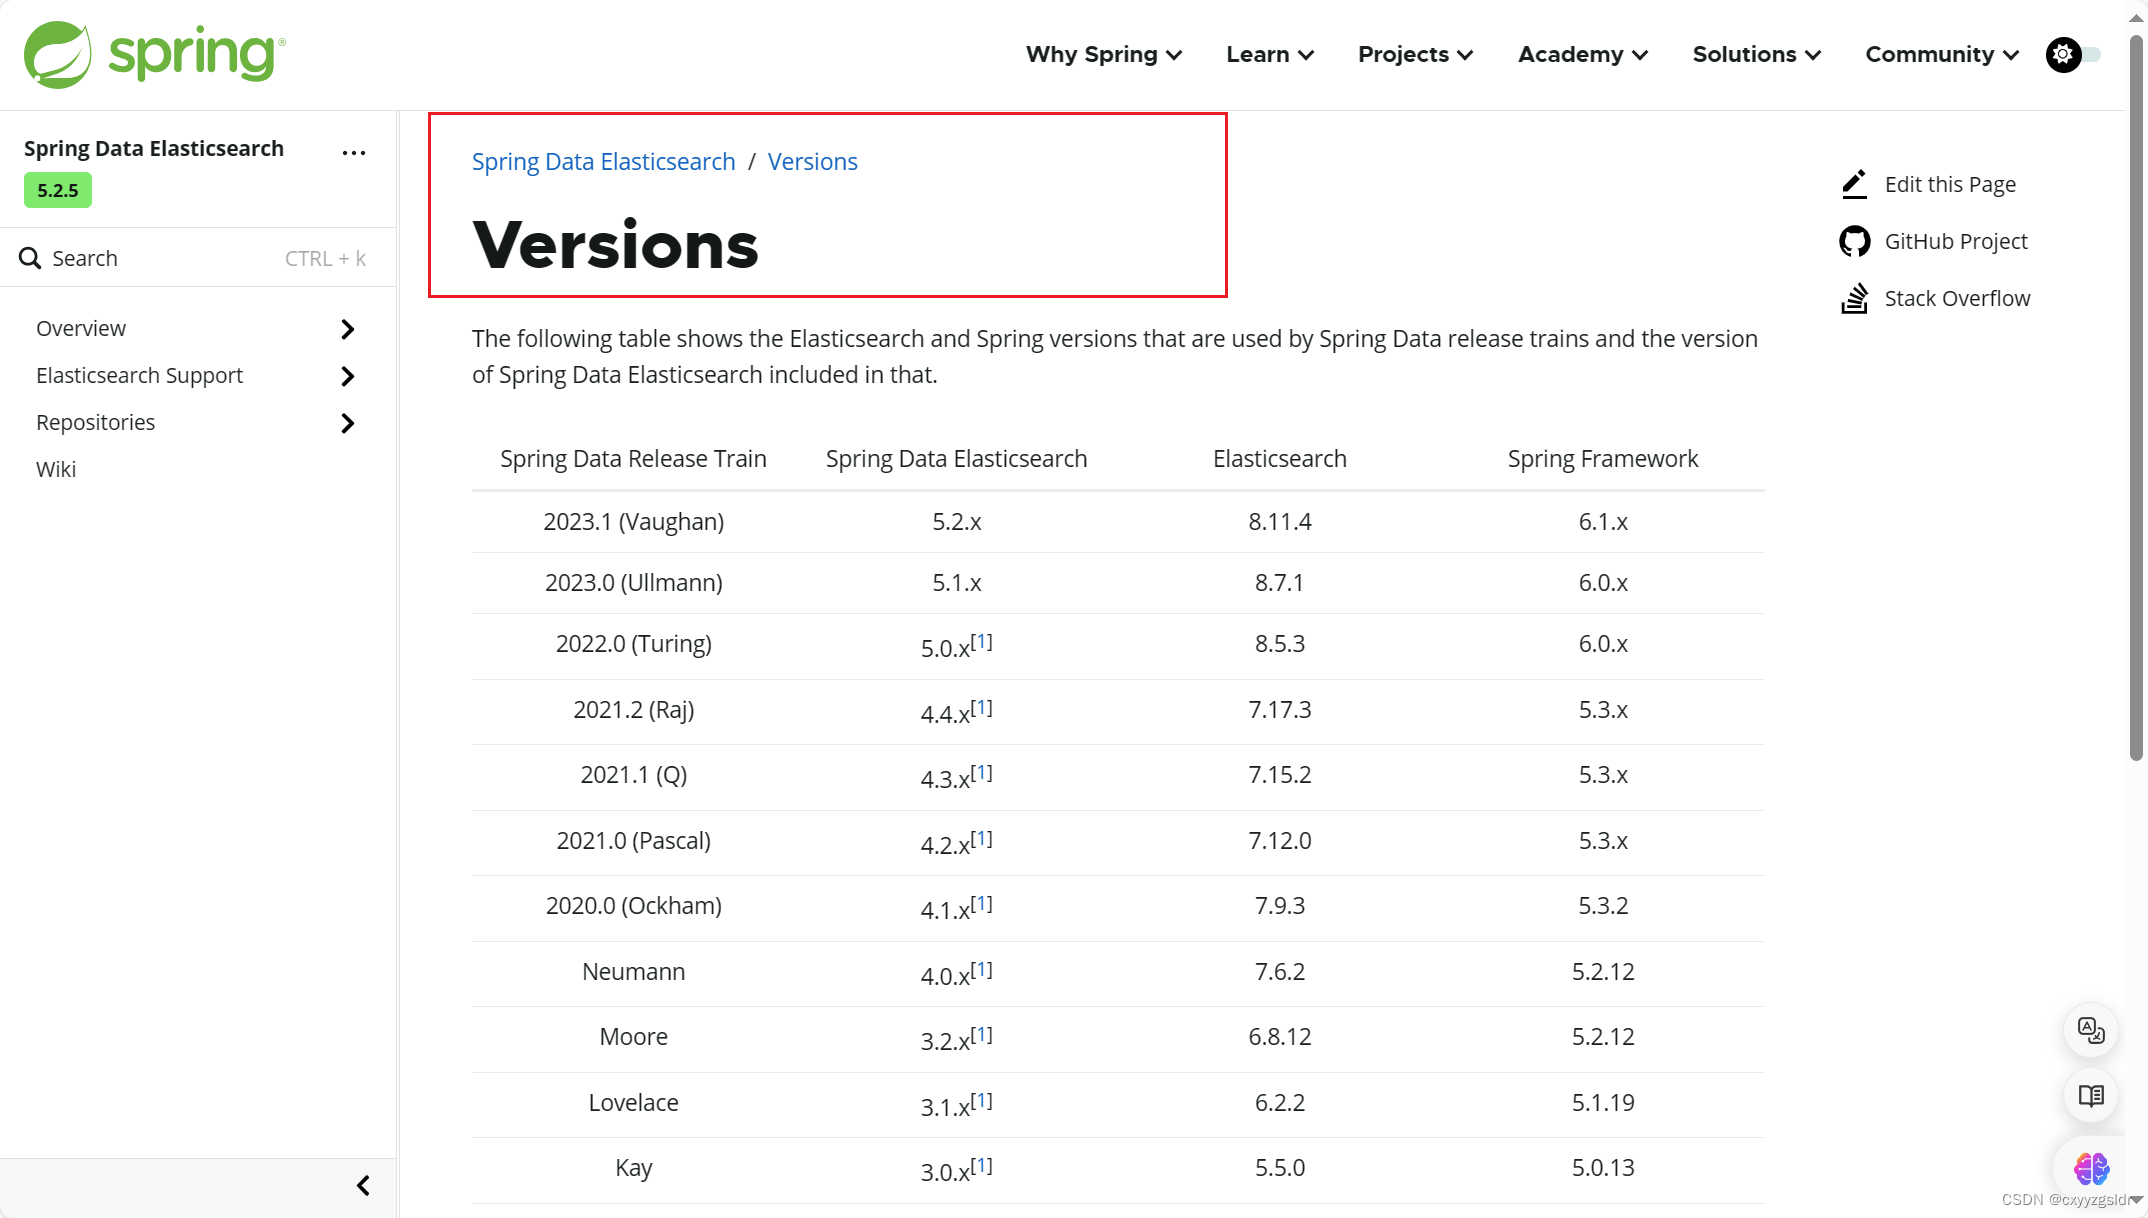 spring®
Why Spring
Learn
Projects
Academy
Solutions
Community
Spring Data Elasticsearch
...
5.2.5
Search CTRL + k
Overview
Elasticsearch Support
Repositories
Wiki
Spring Data Elasticsearch / Versions
Versions
The following table shows the Elasticsearch and Spring versions that are used by Spring Data release trains and the version
of Spring Data Elasticsearch included in that.
Spring Data Release Train Spring Data Elasticsearch Elasticsearch Spring Framework
2023.1 (Vaughan) 5.2.x 8.11.4 6.1.x
2023.0 (Ullmann) 5.1.x 8.7.1 6.0.x
2022.0 (Turing) 5.0.x[1] 8.5.3 6.0.x
2021.2 (Raj) 4.4.x[1] 7.17.3 5.3.x
2021.1 (Q) 4.3.x[1] 7.15.2 5.3.x
2021.0 (Pascal) 4.2.x[1] 7.12.0 5.3.x
2020.0 (Ockham) 4.1.x[1] 7.9.3 5.3.2
Neumann 4.0.x[1] 7.6.2 5.2.12
Moore 3.2.x[1] 6.8.12 5.2.12
Lovelace 3.1.x[1] 6.2.2 5.1.19
Kay 3.0.x[1] 5.5.0 5.0.13
Edit this Page
GitHub Project
Stack Overflow
CSDN